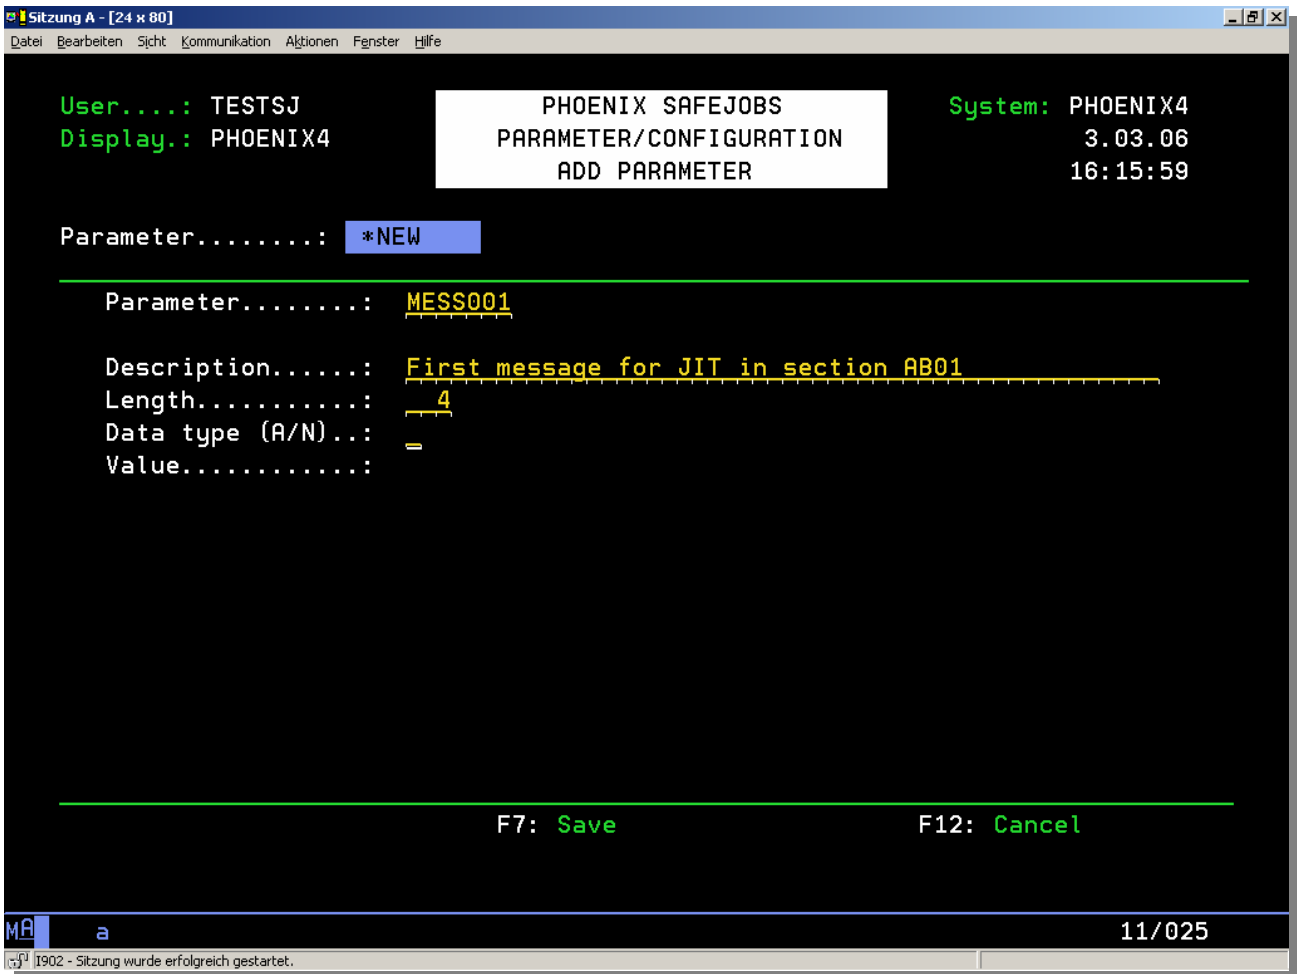 Sitzung A - [24 x 80]
Datei Bearbeiten Sicht Kommunikation Aktionen Fenster Hilfe
User....: TESTSJ PHOENIX SAFEJOBS System: PHOENIX4
Display.: PHOENIX4 PARAMETER/CONFIGURATION 3.03.06
ADD PARAMETER 16:15:59
Parameter........: *NEW
Parameter........: MESS001
Description......: First message for JIT in section AB01
Length...........: 4
Data type (A/N)..:
Value............:
F7: Save F12: Cancel
MA a 11/025
I902 - Sitzung wurde erfolgreich gestartet.